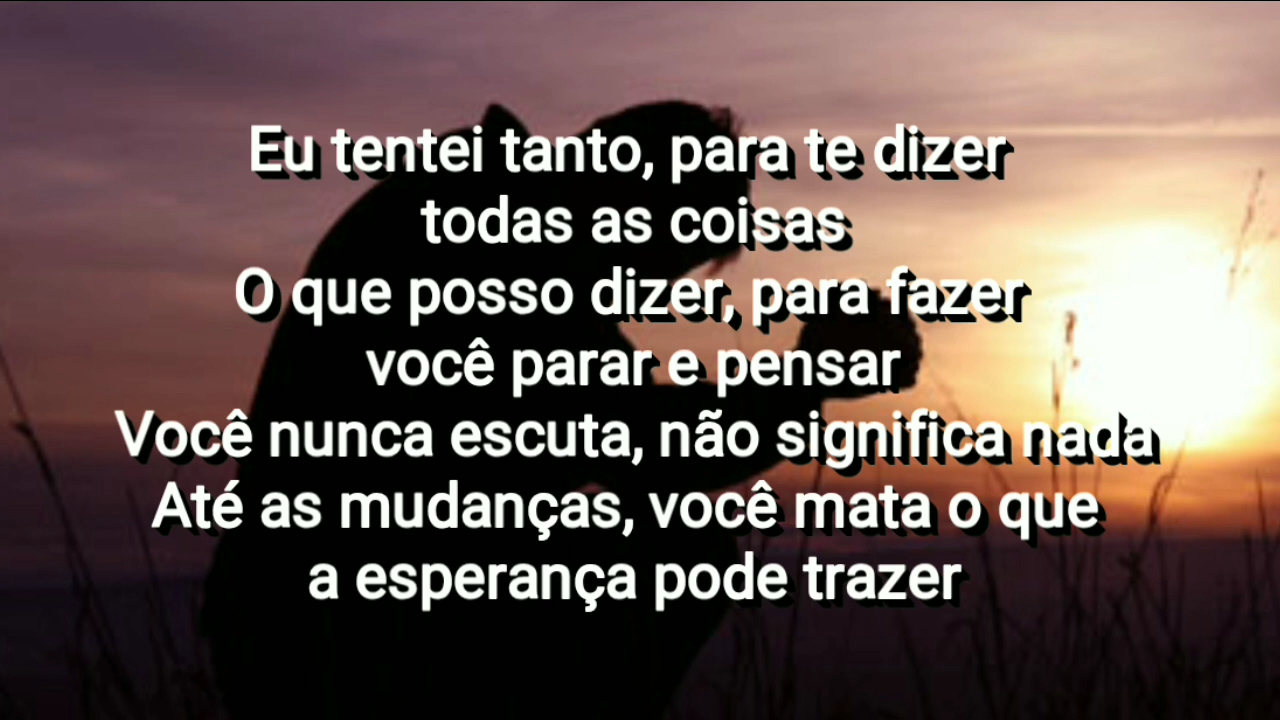 Eu tentei tanto, para te dizer
todas as coisas
O que posso dizer, para fazer
você parar e pensar
Você nunca escuta, não significa nada
Até as mudanças, você mata o que
a esperança pode trazer